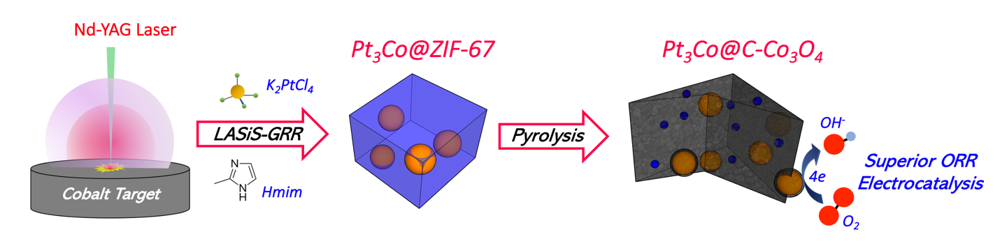 Nd-YAG Laser
Cobalt Target
K₂PtCl₄
LASiS-GRR
N
N
H
Hmim
Pt₃Co@ZIF-67
Pyrolysis
Pt₃Co@C-Co₃O₄
OH⁻
4e
O₂
Superior ORR
Electrocatalysis